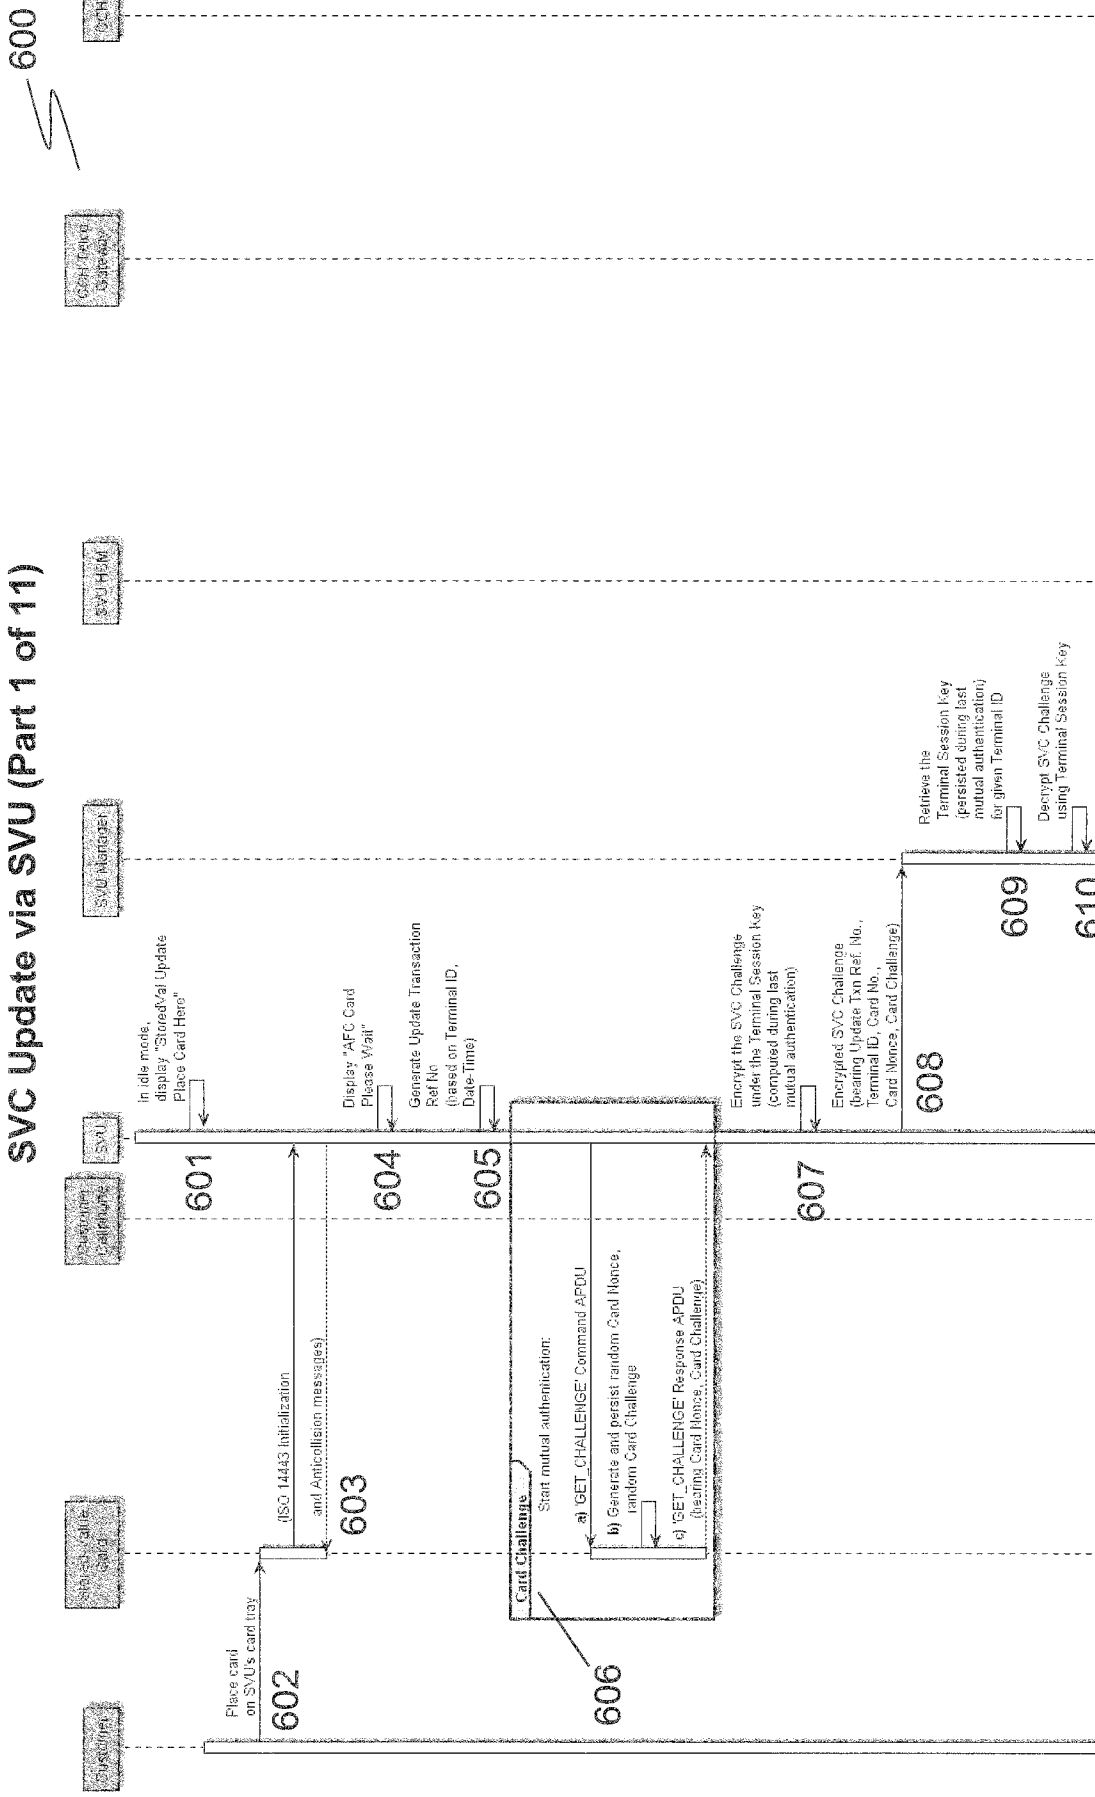 SVC Update via SVU (Part 1 of 11)
600
Customer
Stored Value
Card
Cellphone
SVU
SVU Manager
SVU HSM
CCH Telco
Gateway
CCH
In idle mode,
display "StoredVal Update
Place Card Here"
601
Place card
on SVU's card tray
602
(ISO 14443 Initialization
and Anticollision messages)
603
Display "AFC Card
Please Wait"
604
Generate Update Transaction
Ref No
(based on Terminal ID,
Date-Time)
605
Card Challenge
Start mutual authentication:
a) 'GET_CHALLENGE' Command APDU
b) Generate and persist random Card Nonce,
random Card Challenge
c) 'GET_CHALLENGE' Response APDU
(bearing Card Nonce, Card Challenge)
606
Encrypt the SVC Challenge
under the Terminal Session Key
(computed during last
mutual authentication)
607
Encrypted SVC Challenge
(bearing Update Txn Ref. No.,
Terminal ID, Card No.,
Card Nonce, Card Challenge)
608
Retrieve the
Terminal Session Key
(persisted during last
mutual authentication)
for given Terminal ID
609
Decrypt SVC Challenge
using Terminal Session Key
610